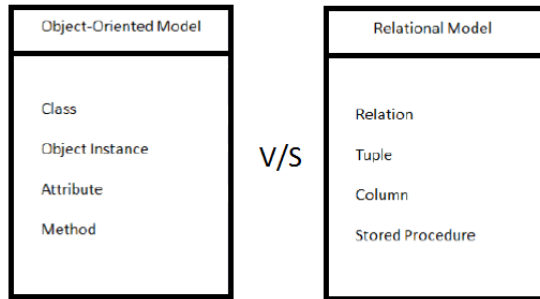 Object-Oriented Model
Class
Object Instance
Attribute
Method
V/S
Relational Model
Relation
Tuple
Column
Stored Procedure